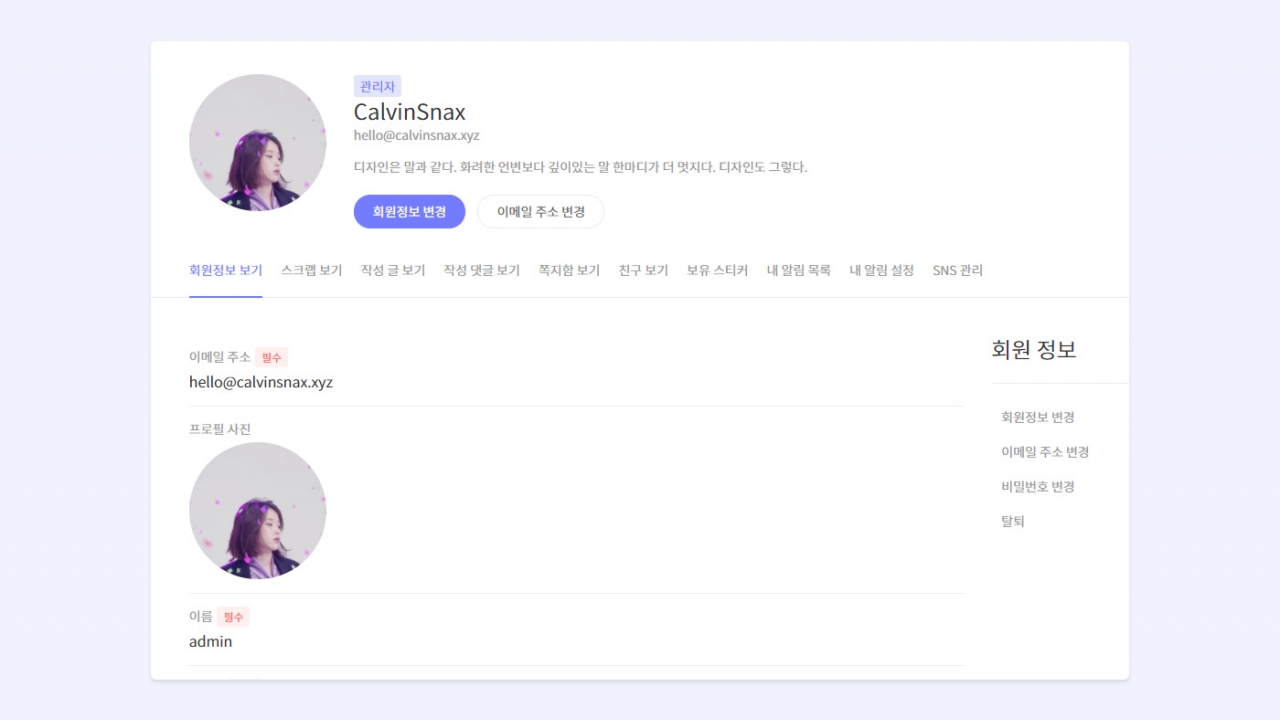 관리자
CalvinSnax
hello@calvinsnax.xyz
디자인은 말과 같다. 화려한 언변보다 깊이있는 말 한마디가 더 멋지다. 디자인도 그렇다.
회원정보 변경 이메일 주소 변경
회원정보 보기 스크랩 보기 작성 글 보기 작성 댓글 보기 쪽지함 보기 친구 보기 보유 스티커 내 알림 목록 내 알림 설정 SNS 관리
이메일 주소 필수
hello@calvinsnax.xyz
프로필 사진
이름 필수
admin
회원 정보
회원정보 변경
이메일 주소 변경
비밀번호 변경
탈퇴